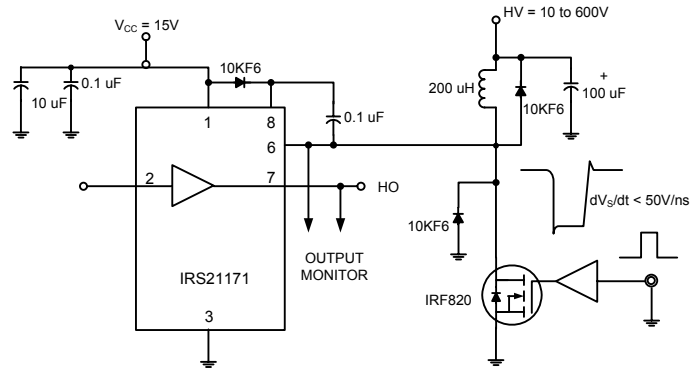 V_CC = 15V
HV = 10 to 600V
10KF6
0.1 uF
10 uF
200 uH
+
10KF6
100 uF
1
8
0.1 uF
6
2
7
HO
dV_S/dt < 50V/ns
10KF6
OUTPUT
MONITOR
IRS21171
IRF820
3